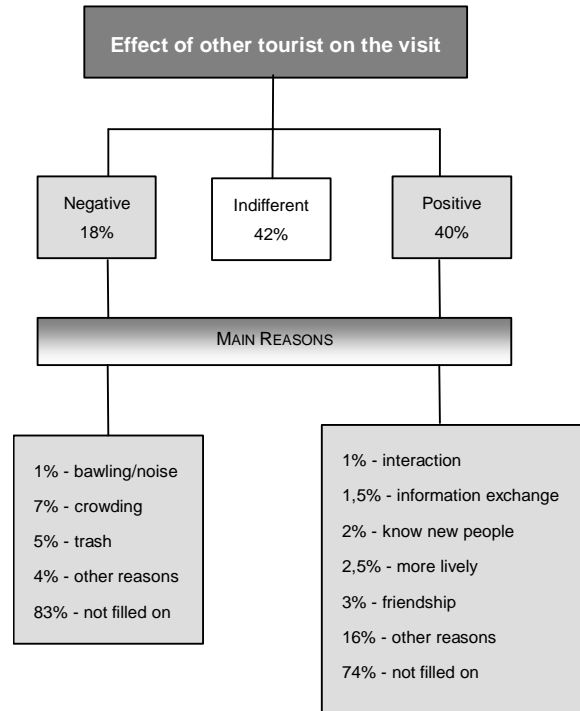 Effect of other tourist on the visit
Negative
18%
Indifferent
42%
Positive
40%
MAIN REASONS
1% - bawling/noise
7% - crowding
5% - trash
4% - other reasons
83% - not filled on
1% - interaction
1,5% - information exchange
2% - know new people
2,5% - more lively
3% - friendship
16% - other reasons
74% - not filled on